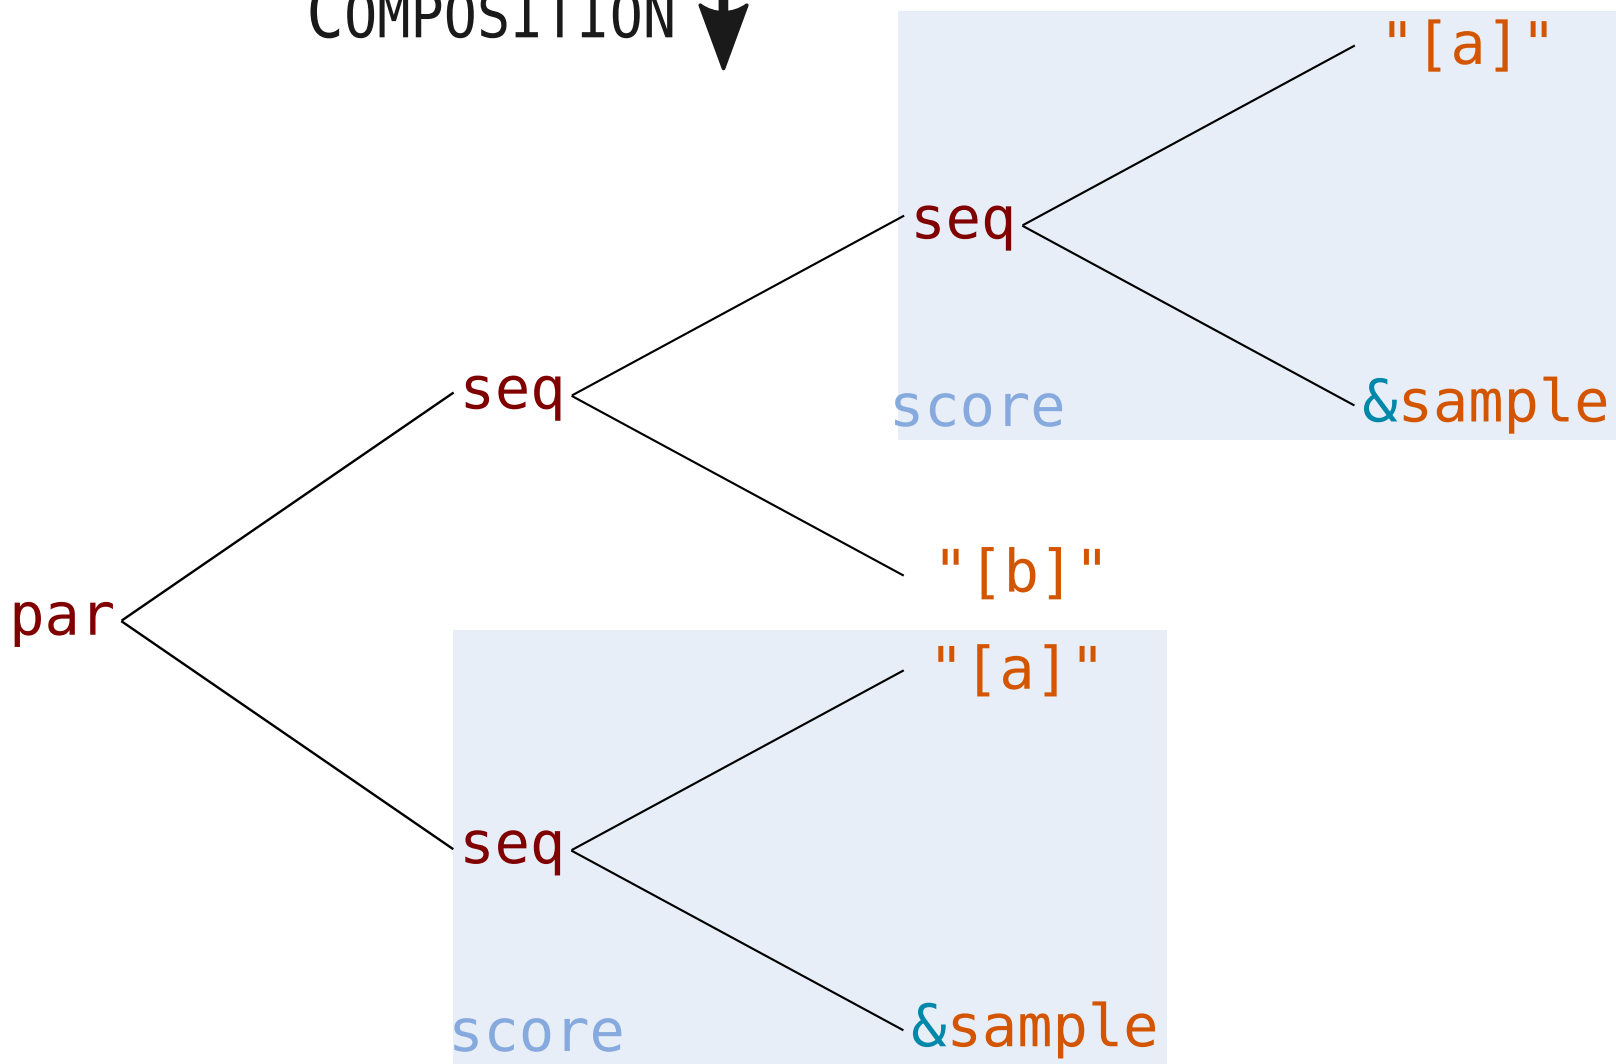 COMPOSITION
"[a]"
seq
&sample
score
seq
"[b]"
par
"[a]"
seq
&sample
score